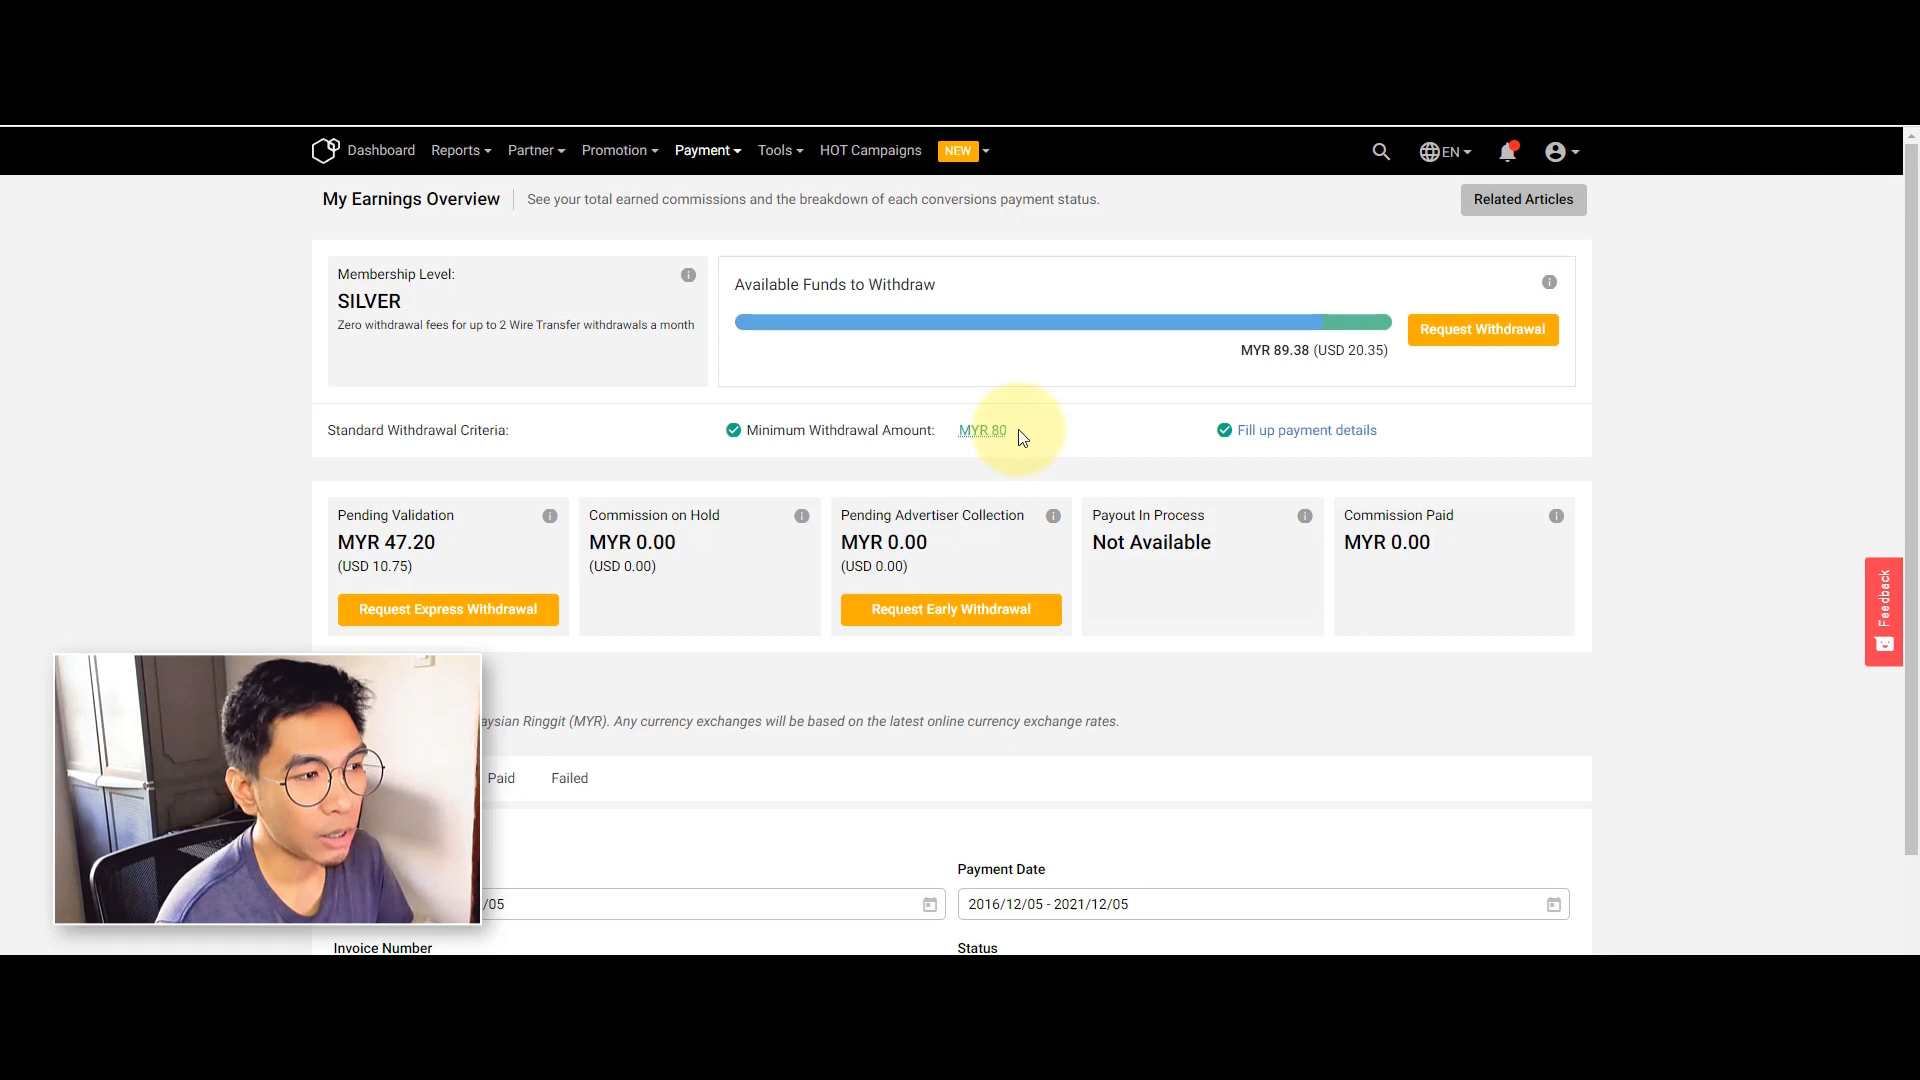 Dashboard Reports Partner Promotion Payment Tools HOT Campaigns NEW EN
My Earnings Overview See your total earned commissions and the breakdown of each conversions payment status. Related Articles
Membership Level:
SILVER
Zero withdrawal fees for up to 2 Wire Transfer withdrawals a month
Available Funds to Withdraw
Request Withdrawal
MYR 89.38 (USD 20.35)
Standard Withdrawal Criteria: Minimum Withdrawal Amount: MYR 80 Fill up payment details
Pending Validation
MYR 47.20
(USD 10.75)
Request Express Withdrawal
Commission on Hold
MYR 0.00
(USD 0.00)
Pending Advertiser Collection
MYR 0.00
(USD 0.00)
Request Early Withdrawal
Payout In Process
Not Available
Commission Paid
MYR 0.00
Feedback
aysian Ringgit (MYR). Any currency exchanges will be based on the latest online currency exchange rates.
Paid Failed
Payment Date
/05 2016/12/05 - 2021/12/05
Invoice Number Status